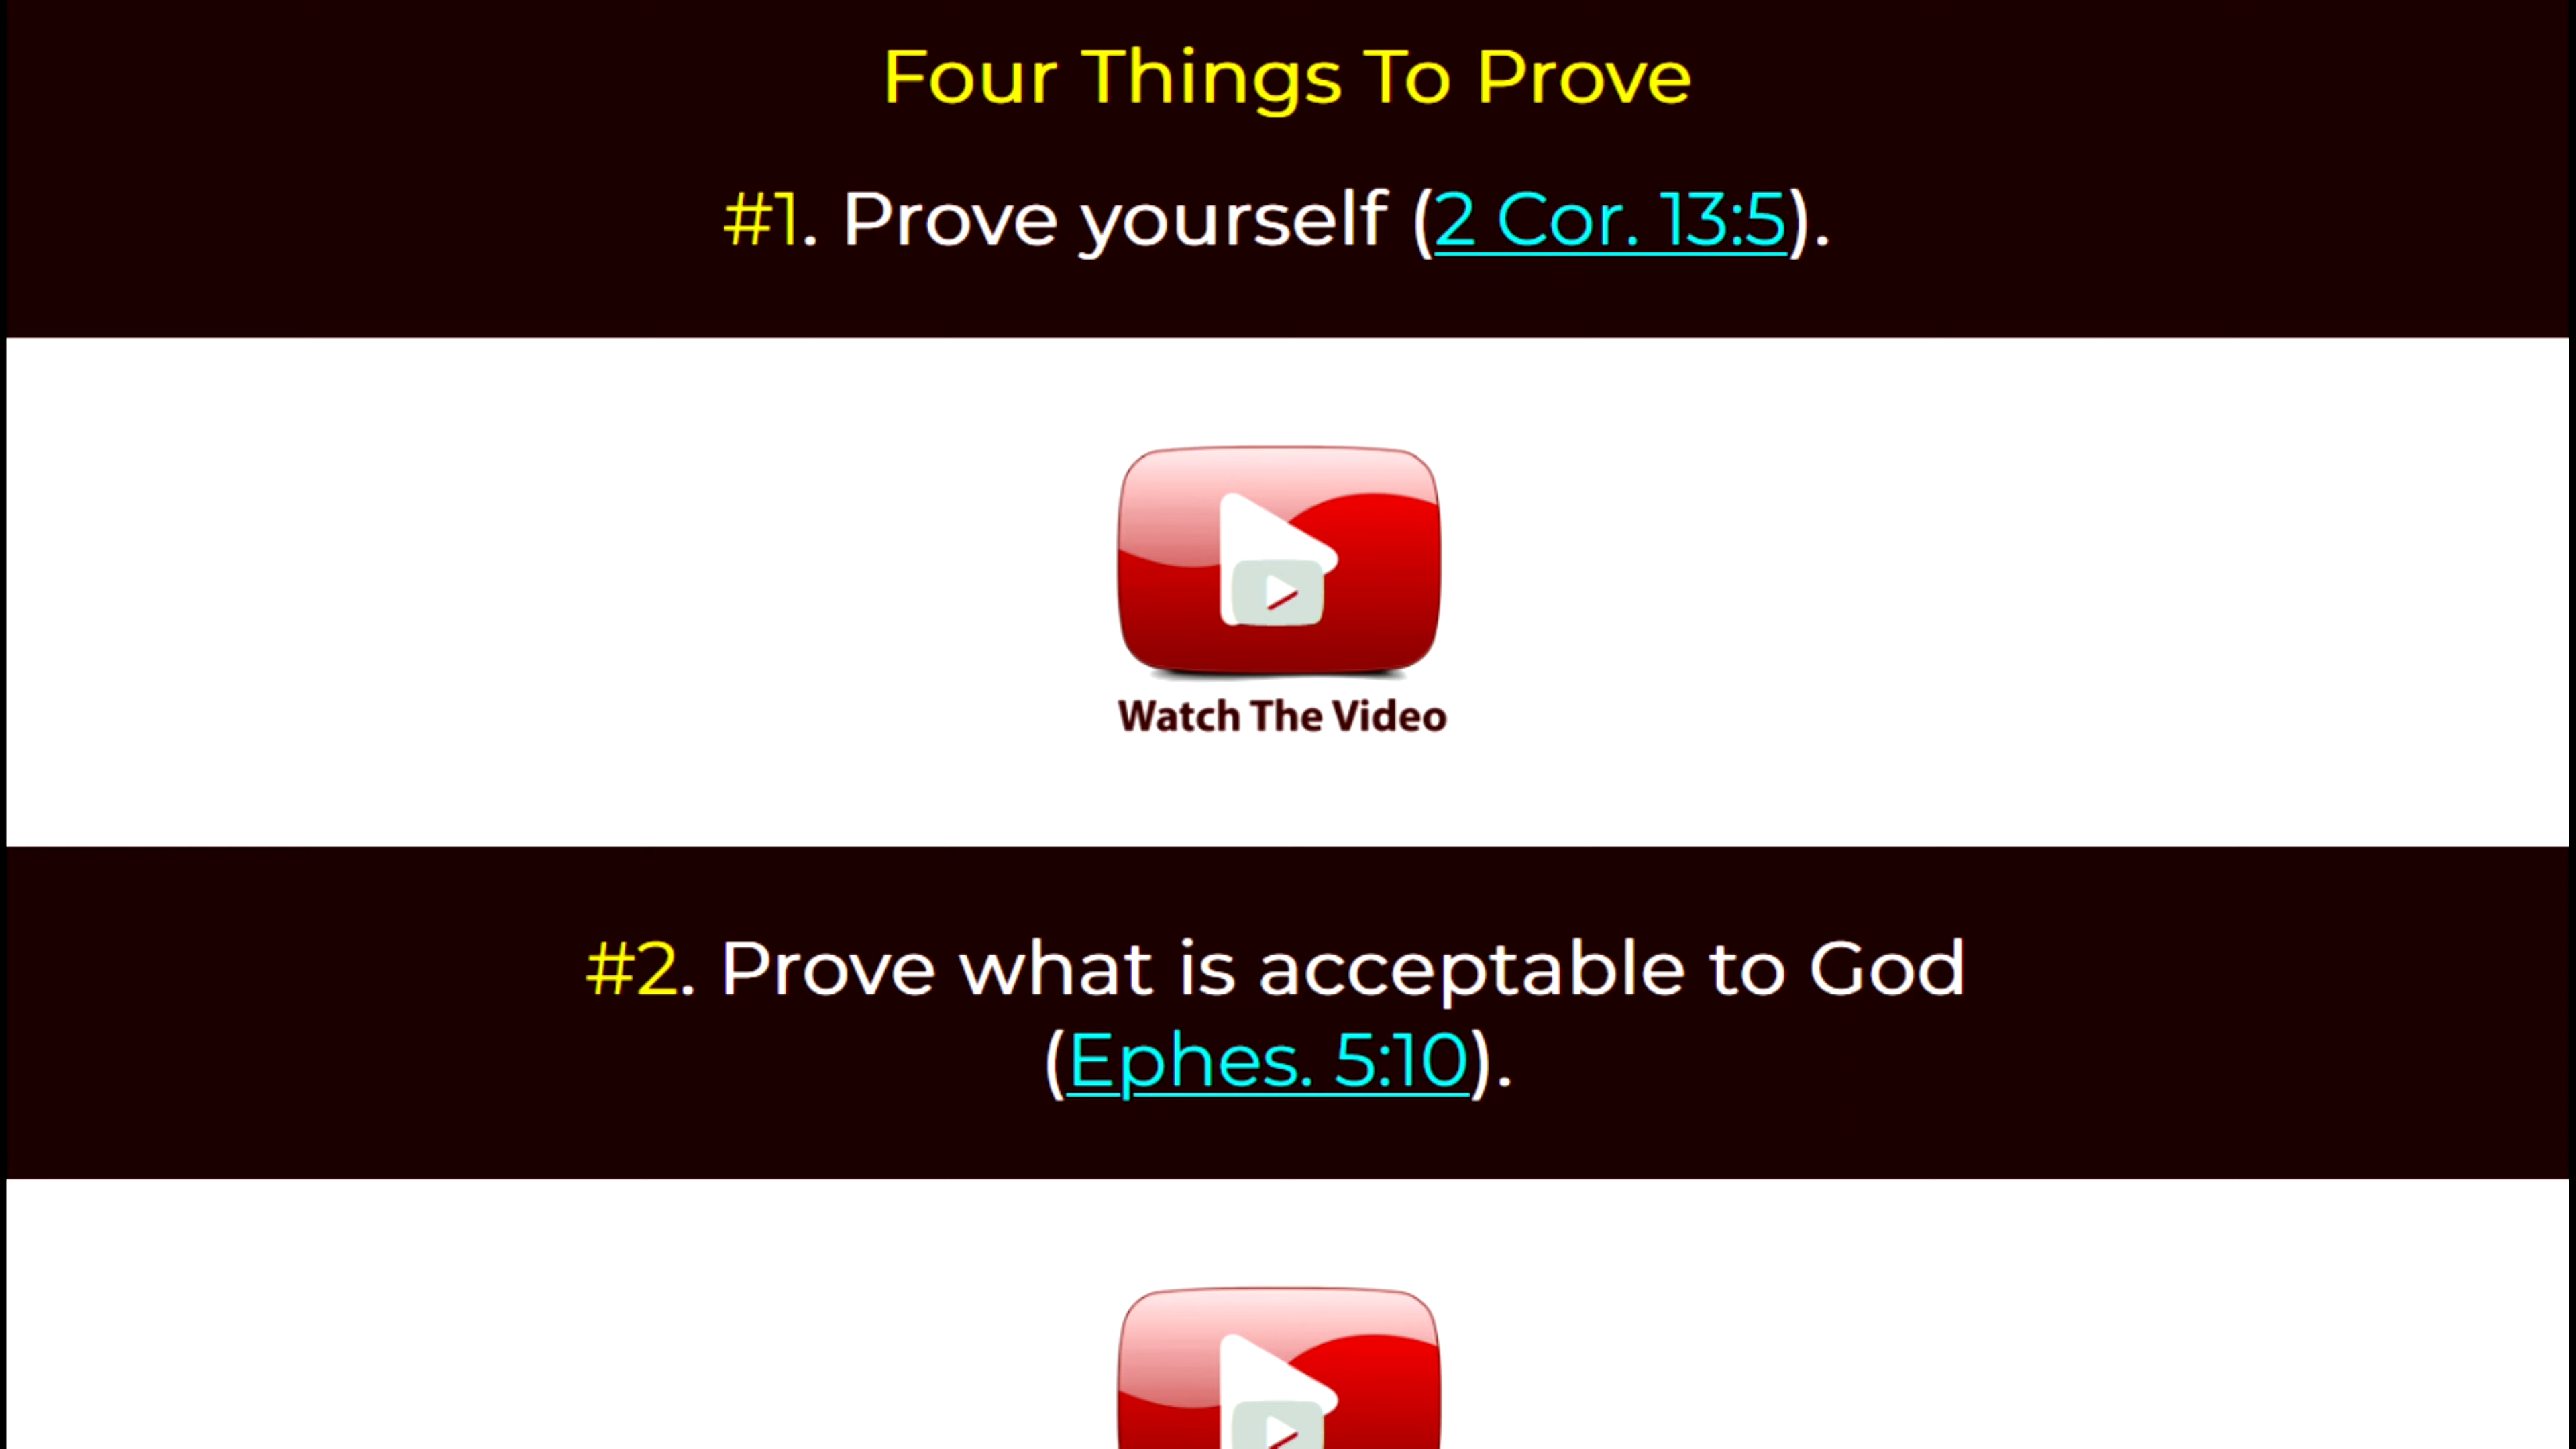 Four Things To Prove
#1. Prove yourself (2 Cor. 13:5).
Watch The Video
#2. Prove what is acceptable to God
(Ephes. 5:10).